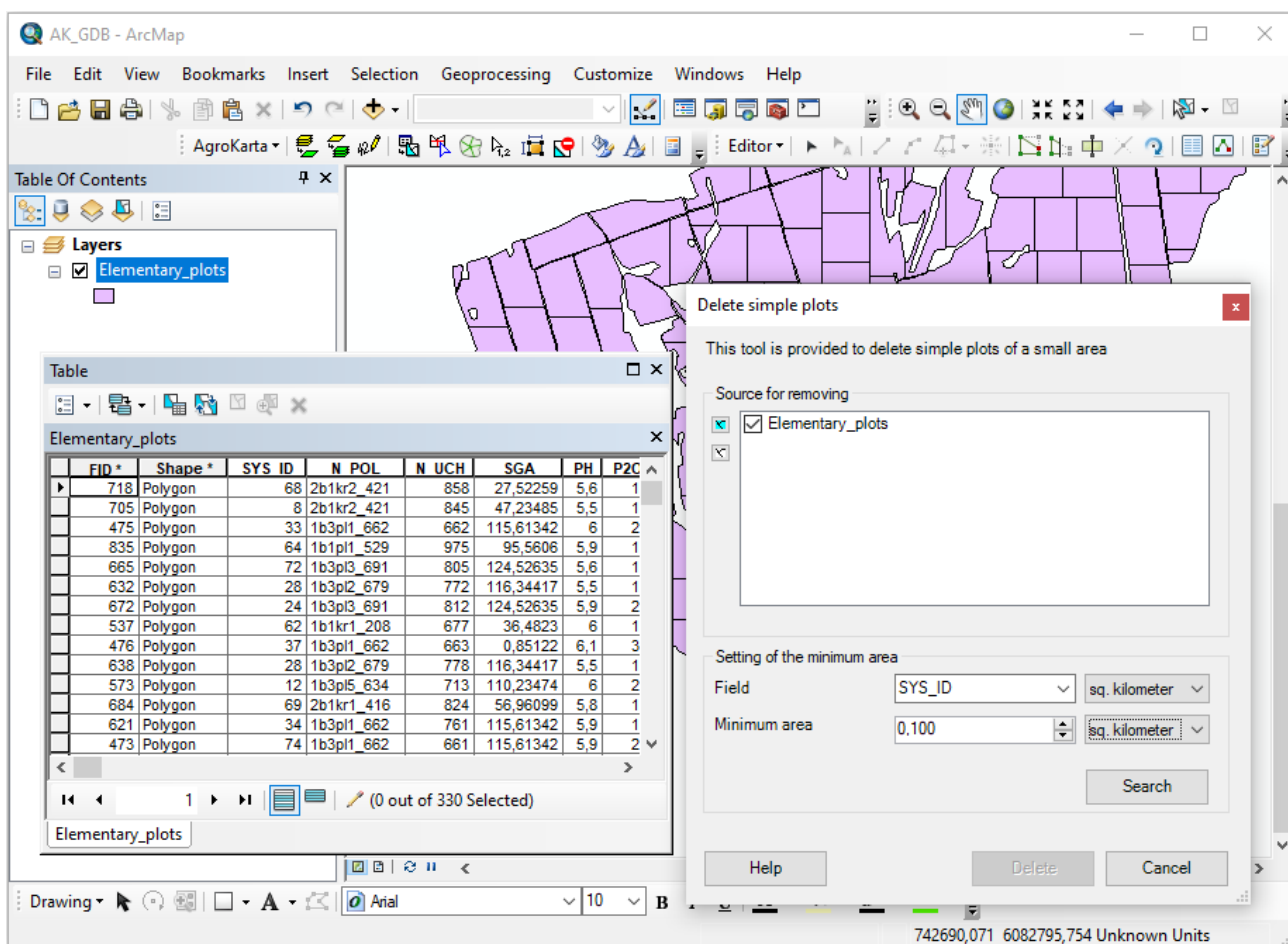 AK_GDB - ArcMap
File Edit View Bookmarks Insert Selection Geoprocessing Customize Windows Help
AgroKarta Editor
Table Of Contents
Layers
Elementary_plots
Table
Elementary_plots
FID * Shape * SYS_ID N_POL N_UCH SGA PH
718 Polygon 68 2b1kr2_421 858 27,52259 5,6 1
705 Polygon 8 2b1kr2_421 845 47,23485 5,5 1
475 Polygon 33 1b3pl1_662 662 115,61342 6 2
835 Polygon 64 1b1pl1_529 975 95,5606 5,9 1
665 Polygon 72 1b3pl3_691 805 124,52635 5,6 1
632 Polygon 28 1b3pl2_679 772 116,34417 5,5 1
672 Polygon 24 1b3pl3_691 812 124,52635 5,9 2
537 Polygon 62 1b1kr1_208 677 36,4823 6 1
476 Polygon 37 1b3pl1_662 663 0,85122 6,1 3
638 Polygon 28 1b3pl2_679 778 116,34417 5,5 1
573 Polygon 12 1b3pl5_634 713 110,23474 6 2
684 Polygon 69 2b1kr1_416 824 56,96099 5,8 1
621 Polygon 34 1b3pl1_662 761 115,61342 5,9 1
473 Polygon 74 1b3pl1_662 661 115,61342 5,9 2
1 (0 out of 330 Selected)
Elementary_plots
Delete simple plots
This tool is provided to delete simple plots of a small area
Source for removing
Elementary_plots
Setting of the minimum area
Field SYS_ID sq. kilometer
Minimum area 0,100 sq. kilometer
Search
Help Delete Cancel
Drawing A Arial 10 B
742690,071 6082795,754 Unknown Units